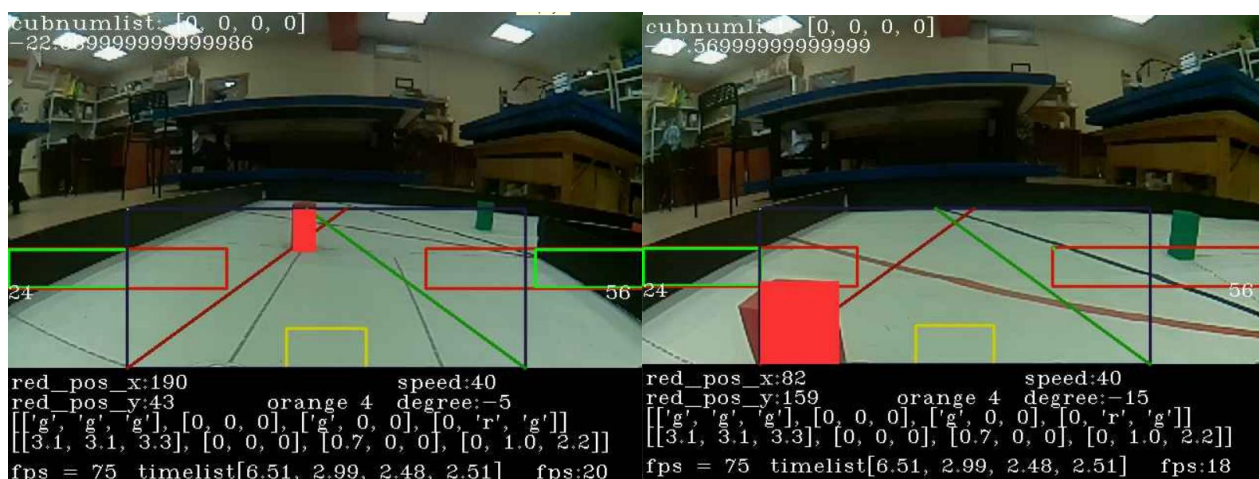 cubnumlist: [0, 0, 0, 0]
24
56
red_pos_x:190 speed:40
red_pos_y:43 orange 4 degree:-5
[['g', 'g', 'g'], [0, 0, 0], ['g', 0, 0], [0, 'r', 'g']]
[[3.1, 3.1, 3.3], [0, 0, 0], [0.7, 0, 0], [0, 1.0, 2.2]]
fps = 75 timelist[6.51, 2.99, 2.48, 2.51] fps:20
cubnumlist: [0, 0, 0, 0]
24
56
red_pos_x:82 speed:40
red_pos_y:159 orange 4 degree:-15
[['g', 'g', 'g'], [0, 0, 0], ['g', 0, 0], [0, 'r', 'g']]
[[3.1, 3.1, 3.3], [0, 0, 0], [0.7, 0, 0], [0, 1.0, 2.2]]
fps = 75 timelist[6.51, 2.99, 2.48, 2.51] fps:18